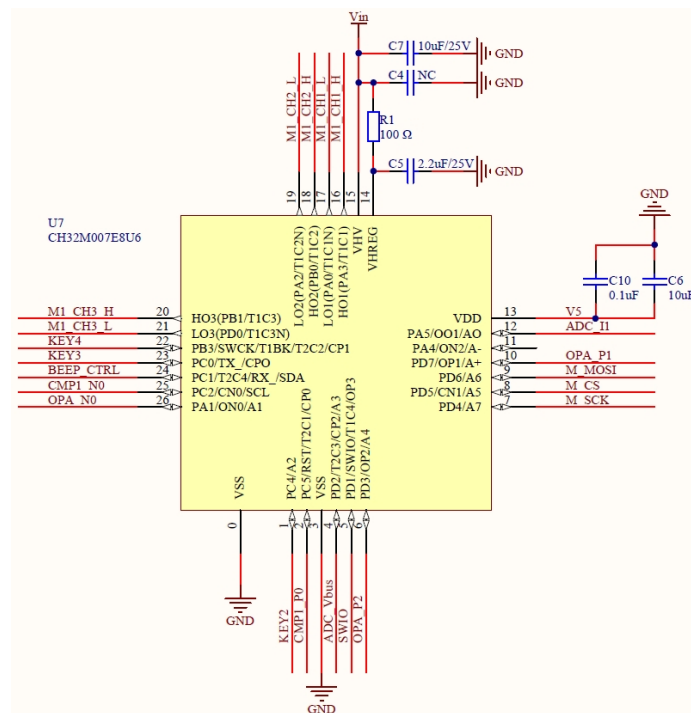 Vin
C7 10uF/25V
GND
C4 NC
GND
R1
100 Ω
C5 2.2uF/25V
GND
M1_CH2_L
M1_CH2_H
M1_CH1_L
M1_CH1_H
19
18
17
16
15
14
U7
CH32M007E8U6
LO2(PA2/T1C2N)
HO2(PB0/T1C2)
LO1(PA0/T1C1N)
HO1(PA3/T1C1)
VHV
VHREG
GND
C10
0.1uF
C6
10uF
M1_CH3_H 20 HO3(PB1/T1C3)
M1_CH3_L 21 LO3(PD0/T1C3N)
KEY4 22 PB3/SWCK/T1BK/T2C2/CP1
KEY3 23 PC0/TX_/CPO
BEEP_CTRL 24 PC1/T2C4/RX_/SDA
CMP1_N0 25 PC2/CN0/SCL
OPA_N0 26 PA1/ON0/A1
VDD 13 V5
PA5/OO1/AO 12 ADC_I1
PA4/ON2/A- 11
PD7/OP1/A+ 10 OPA_P1
PD6/A6 9 M_MOSI
PD5/CN1/A5 8 M_CS
PD4/A7 7 M_SCK
VSS
PC4/A2
PC5/RST/T2C1/CP0
VSS
PD2/T2C3/CP2/A3
PD1/SWIO/T1C4/OP3
PD3/OP2/A4
0
1
2
3
4
5
6
GND
KEY2
CMP1_P0
ADC_Vbus
SWIO
OPA_P2
GND